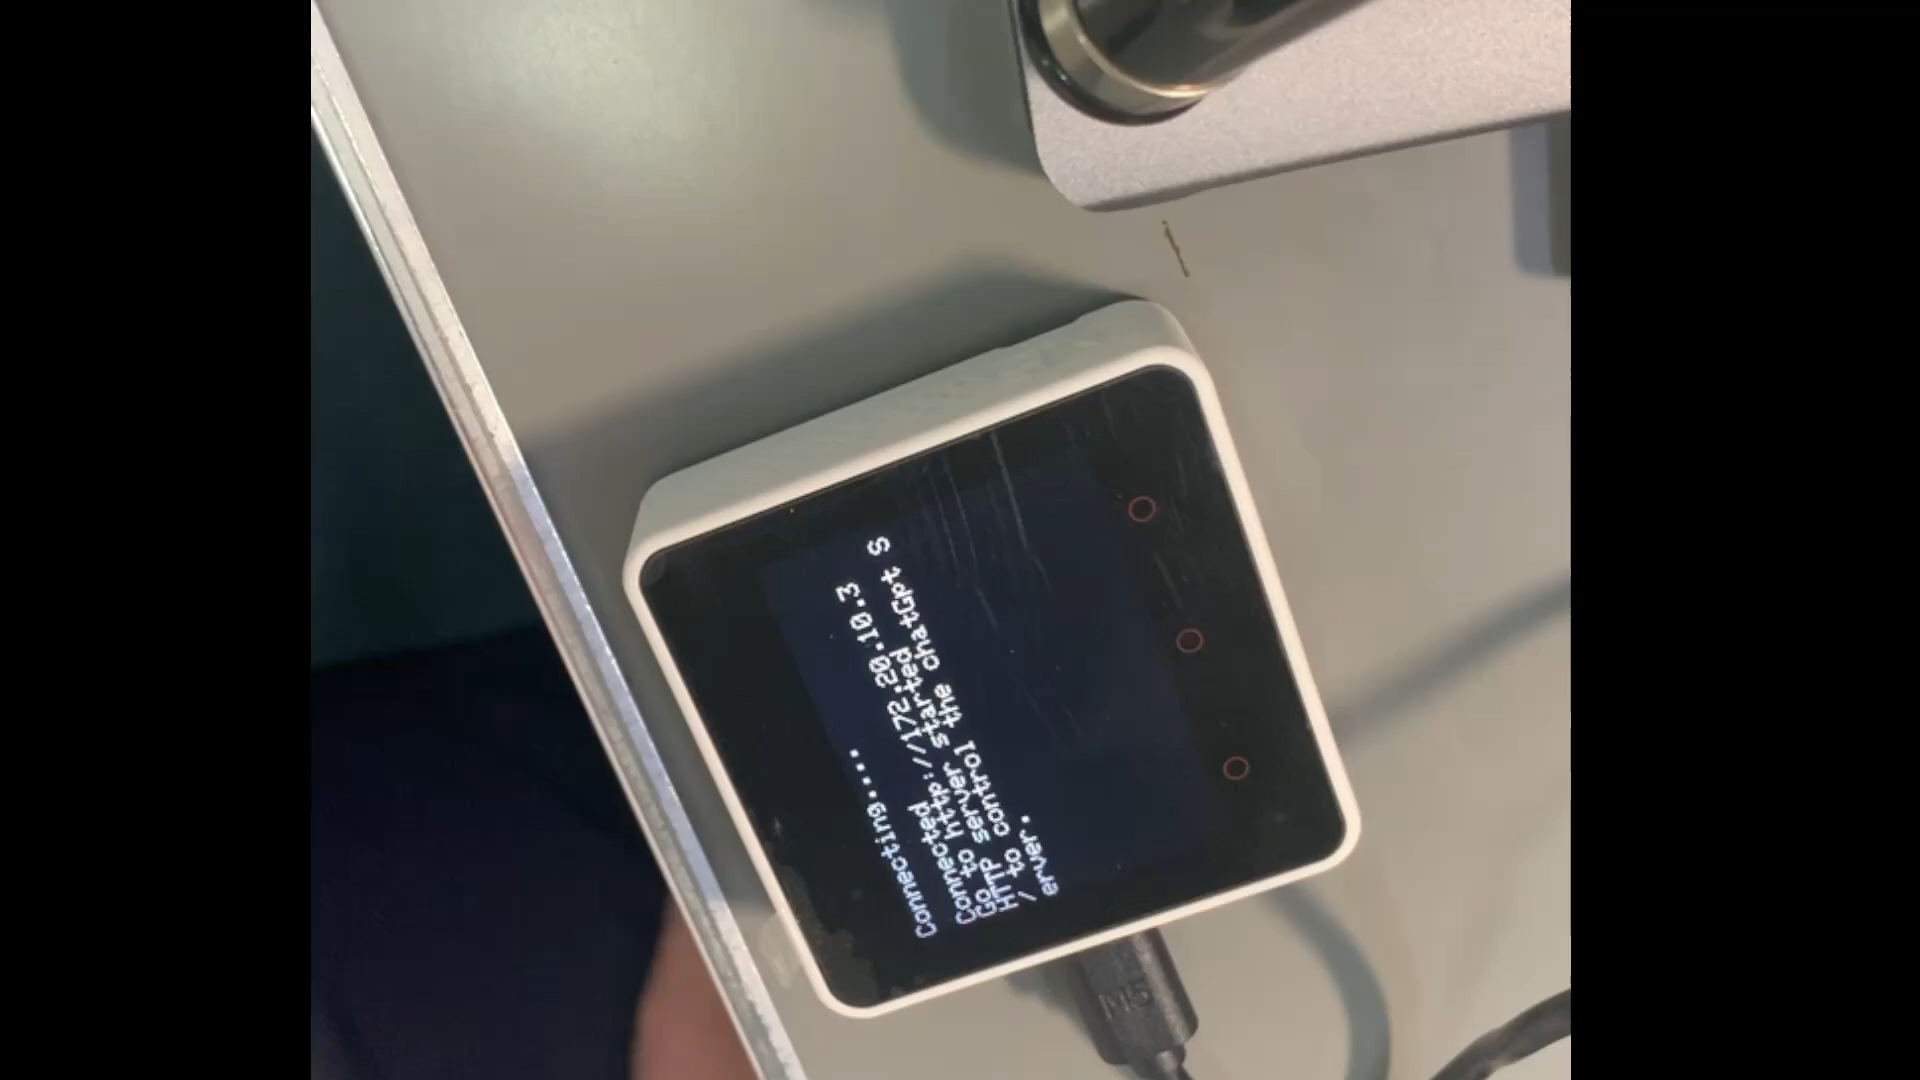 Connecting....
Connected
Go to http://172.20.10.3
HTTP server started
/ to control the chatGpt S
erver.
M5